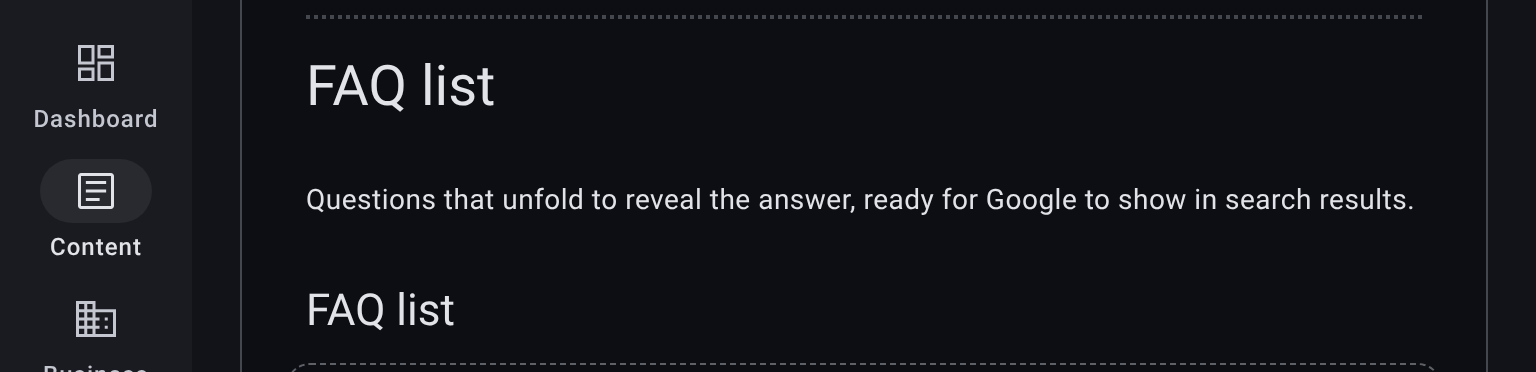 Dashboard
Content
Business
FAQ list
Questions that unfold to reveal the answer, ready for Google to show in search results.
FAQ list